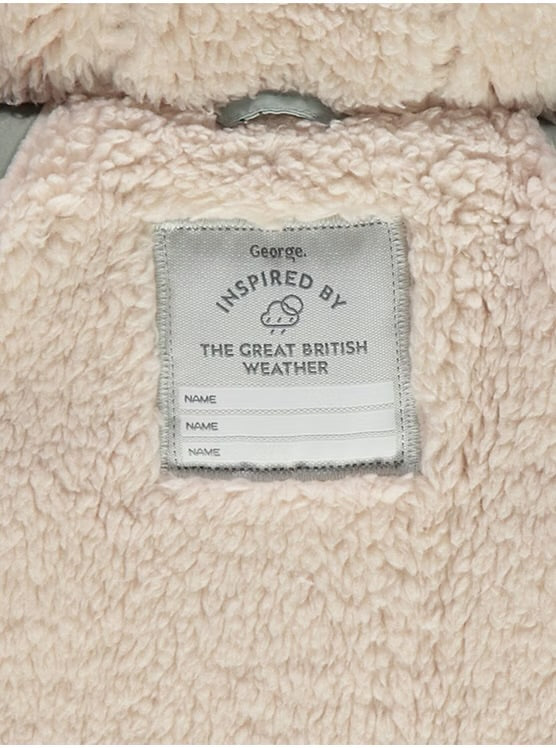 George.
INSPIRED BY
THE GREAT BRITISH
WEATHER
NAME
NAME
NAME